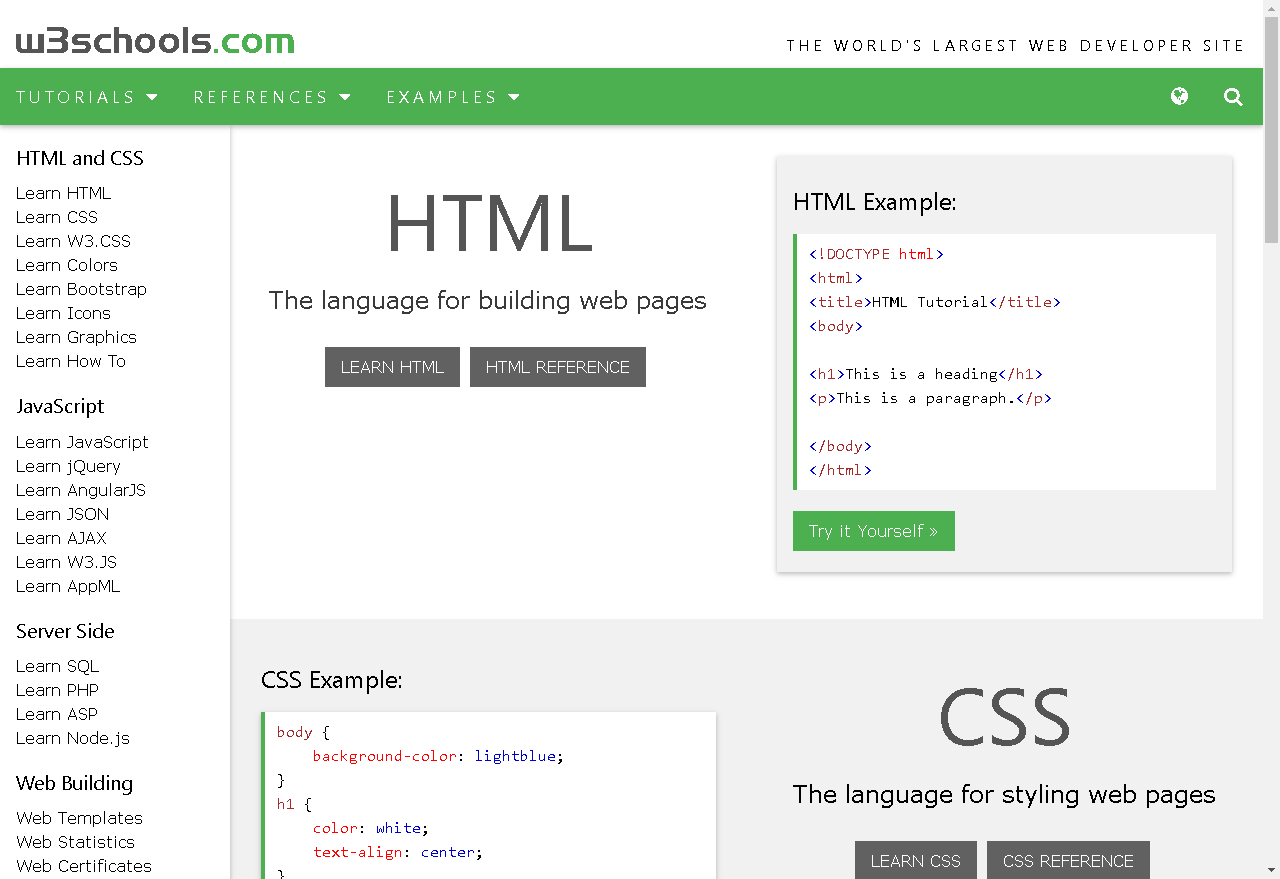 w3schools.com
THE WORLD'S LARGEST WEB DEVELOPER SITE
TUTORIALS REFERENCES EXAMPLES
HTML and CSS
Learn HTML
Learn CSS
Learn W3.CSS
Learn Colors
Learn Bootstrap
Learn Icons
Learn Graphics
Learn How To
JavaScript
Learn JavaScript
Learn jQuery
Learn AngularJS
Learn JSON
Learn AJAX
Learn W3.JS
Learn AppML
Server Side
Learn SQL
Learn PHP
Learn ASP
Learn Node.js
Web Building
Web Templates
Web Statistics
Web Certificates
HTML
The language for building web pages
LEARN HTML HTML REFERENCE
HTML Example:
<!DOCTYPE html>
<html>
<title>HTML Tutorial</title>
<body>
<h1>This is a heading</h1>
<p>This is a paragraph.</p>
</body>
</html>
Try it Yourself »
CSS Example:
body {
    background-color: lightblue;
}
h1 {
    color: white;
    text-align: center;
}
CSS
The language for styling web pages
LEARN CSS CSS REFERENCE